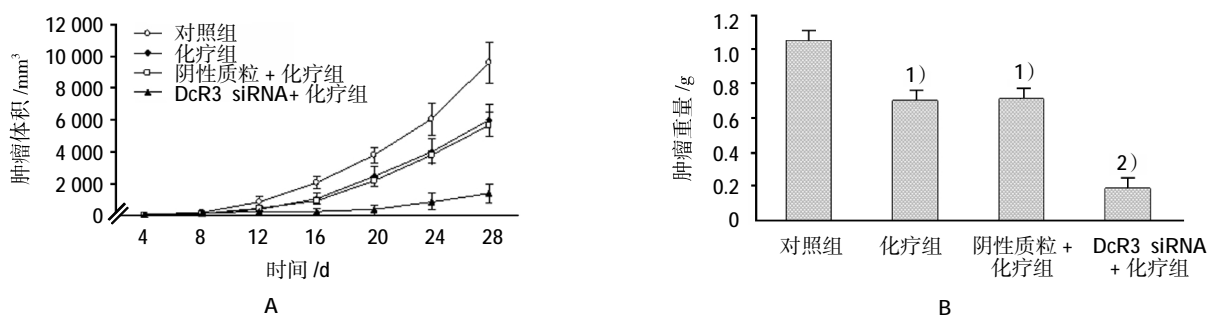 12 000
10 000
8 000
6 000
4 000
2 000
0
肿瘤体积 /mm³
对照组
化疗组
阴性质粒 + 化疗组
DcR3 siRNA+ 化疗组
4 8 12 16 20 24 28
时间 /d
A
1.2
1.0
0.8
0.6
0.4
0.2
0
肿瘤重量 /g
1）
1）
2）
对照组
化疗组
阴性质粒 +
化疗组
DcR3 siRNA
+ 化疗组
B